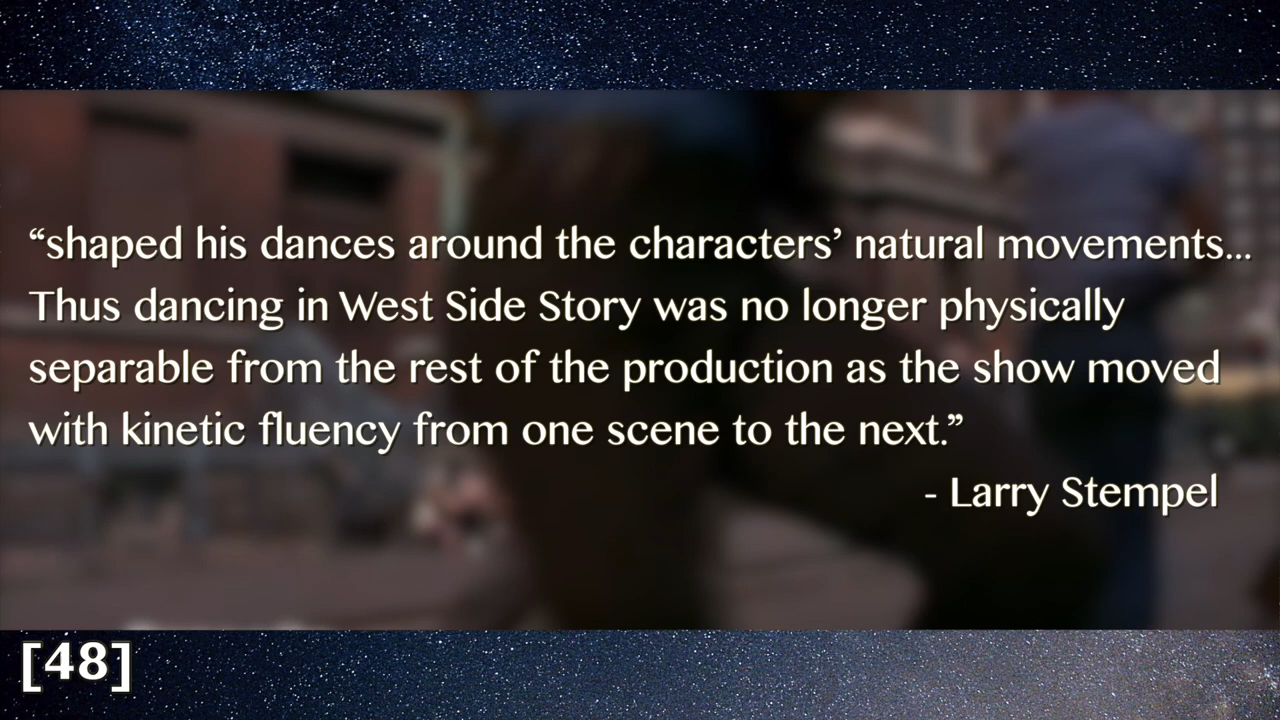 “shaped his dances around the characters’ natural movements...
Thus dancing in West Side Story was no longer physically
separable from the rest of the production as the show moved
with kinetic fluency from one scene to the next.”
- Larry Stempel
[48]